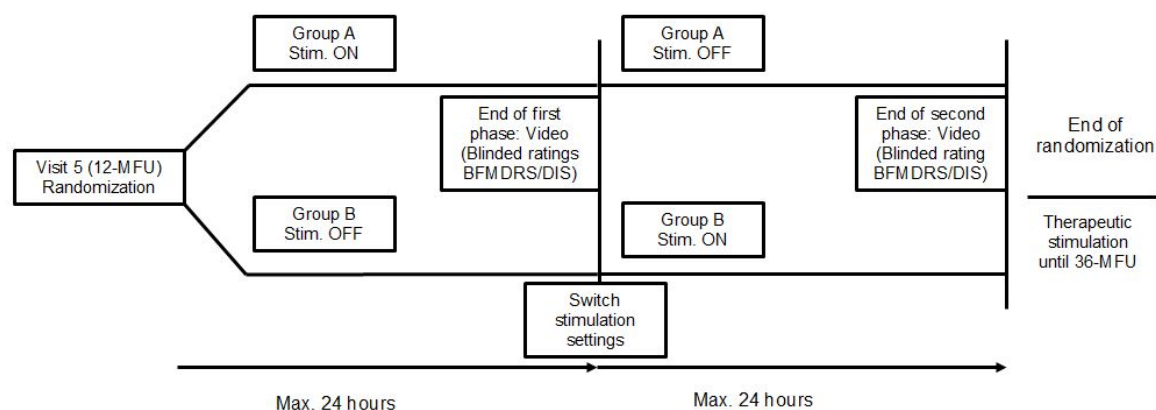 Group A
Stim. ON
Group A
Stim. OFF
Visit 5 (12-MFU)
Randomization
End of first
phase: Video
(Blinded ratings
BFMDRS/DIS)
End of second
phase: Video
(Blinded rating
BFMDRS/DIS)
End of
randomization
Group B
Stim. OFF
Group B
Stim. ON
Therapeutic
stimulation
until 36-MFU
Switch
stimulation
settings
Max. 24 hours
Max. 24 hours